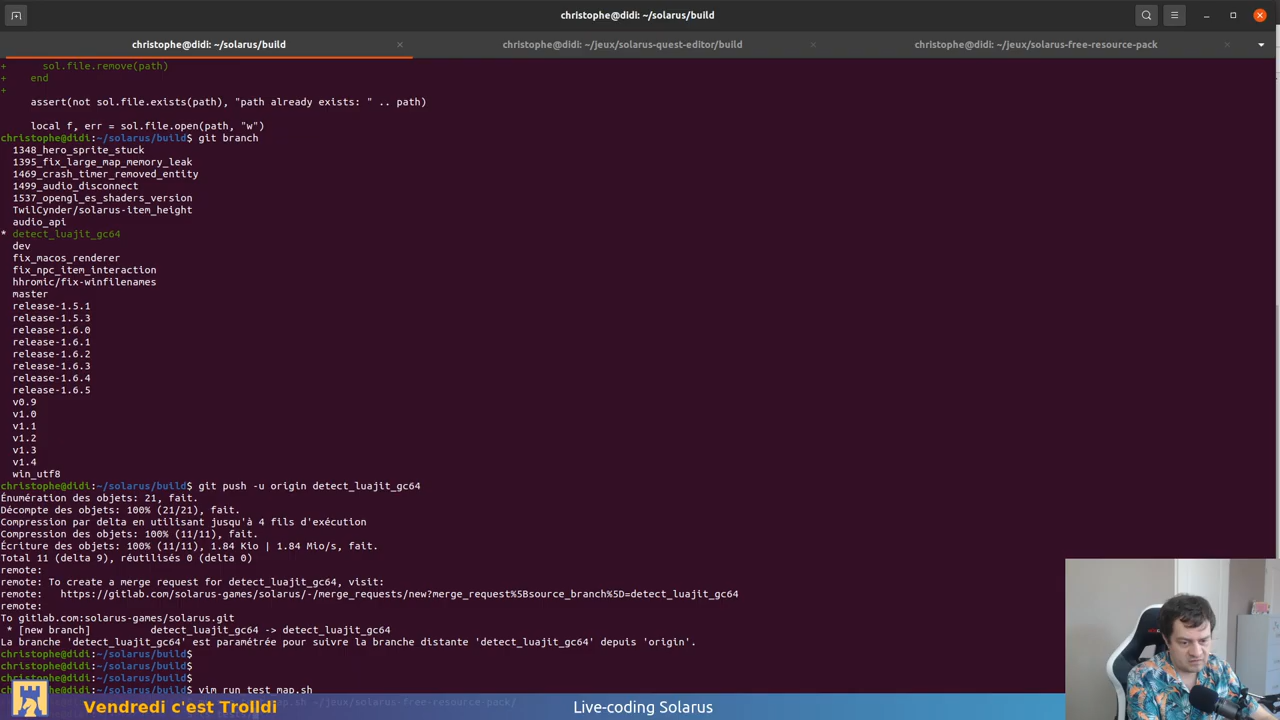 christophe@didi: ~/solarus/build
christophe@didi: ~/solarus/build
christophe@didi: ~/jeux/solarus-quest-editor/build
christophe@didi: ~/jeux/solarus-free-resource-pack
+ sol.file.remove(path)
+ end
+
assert(not sol.file.exists(path), "path already exists: " .. path)
local f, err = sol.file.open(path, "w")
christophe@didi:~/solarus/build$ git branch
1348_hero_sprite_stuck
1395_fix_large_map_memory_leak
1469_crash_timer_removed_entity
1499_audio_disconnect
1537_opengl_es_shaders_version
TwilCynder/solarus-item_height
audio_api
* detect_luajit_gc64
dev
fix_macos_renderer
fix_npc_item_interaction
hhromic/fix-winfilenames
master
release-1.5.1
release-1.5.3
release-1.6.0
release-1.6.1
release-1.6.2
release-1.6.3
release-1.6.4
release-1.6.5
v0.9
v1.0
v1.1
v1.2
v1.3
v1.4
win_utf8
christophe@didi:~/solarus/build$ git push -u origin detect_luajit_gc64
Énumération des objets: 21, fait.
Décompte des objets: 100% (21/21), fait.
Compression par delta en utilisant jusqu'à 4 fils d'exécution
Compression des objets: 100% (11/11), fait.
Écriture des objets: 100% (11/11), 1.84 Kio | 1.84 Mio/s, fait.
Total 11 (delta 9), réutilisés 0 (delta 0)
remote:
remote: To create a merge request for detect_luajit_gc64, visit:
remote: https://gitlab.com/solarus-games/solarus/-/merge_requests/new?merge_request%5Bsource_branch%5D=detect_luajit_gc64
remote:
To gitlab.com:solarus-games/solarus.git
* [new branch] detect_luajit_gc64 -> detect_luajit_gc64
La branche 'detect_luajit_gc64' est paramétrée pour suivre la branche distante 'detect_luajit_gc64' depuis 'origin'.
christophe@didi:~/solarus/build$
christophe@didi:~/solarus/build$
christophe@didi:~/solarus/build$
christophe@didi:~/solarus/build$ vim run_test_map.sh
map.sh ~/jeux/solarus-free-resource-pack/
Vendredi c'est Trolldi
Live-coding Solarus